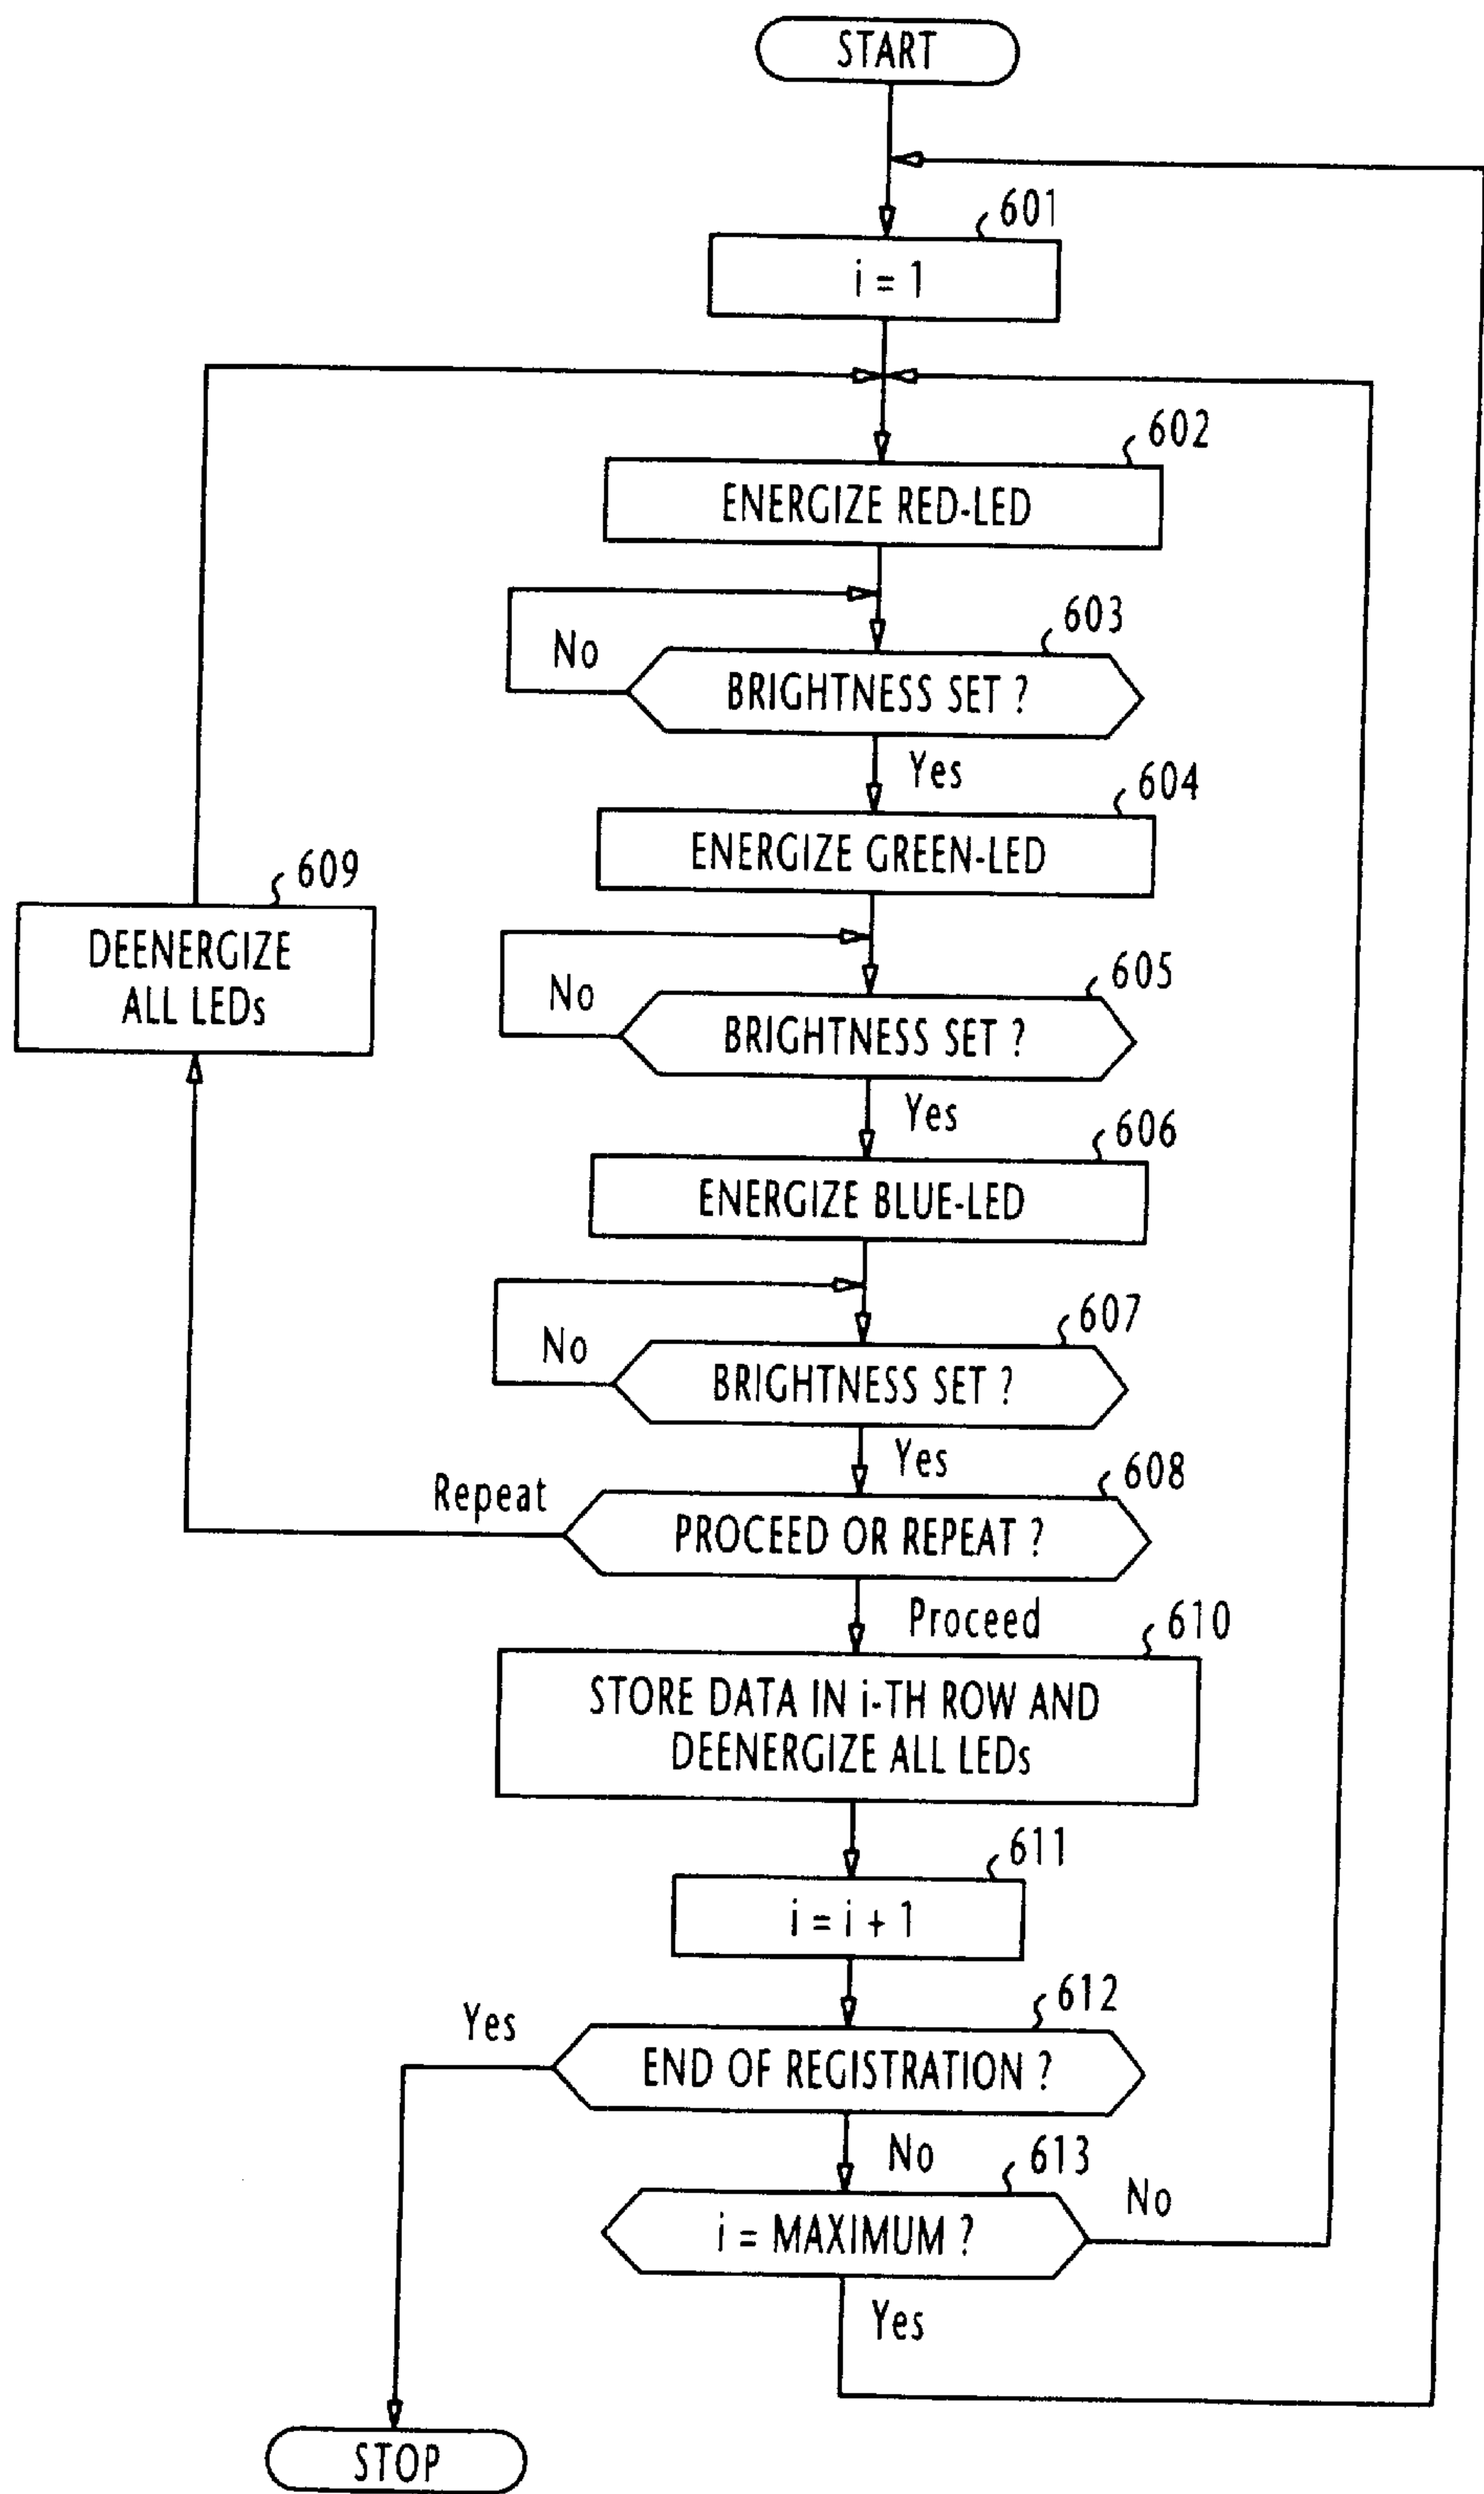 START
601
i = 1
602
ENERGIZE RED-LED
603
No
BRIGHTNESS SET ?
Yes
604
ENERGIZE GREEN-LED
609
DEENERGIZE
ALL LEDs
605
No
BRIGHTNESS SET ?
Yes
606
ENERGIZE BLUE-LED
607
No
BRIGHTNESS SET ?
Yes
608
Repeat
PROCEED OR REPEAT ?
Proceed
610
STORE DATA IN i-TH ROW AND
DEENERGIZE ALL LEDs
611
i = i + 1
612
Yes
END OF REGISTRATION ?
No
613
No
i = MAXIMUM ?
Yes
STOP